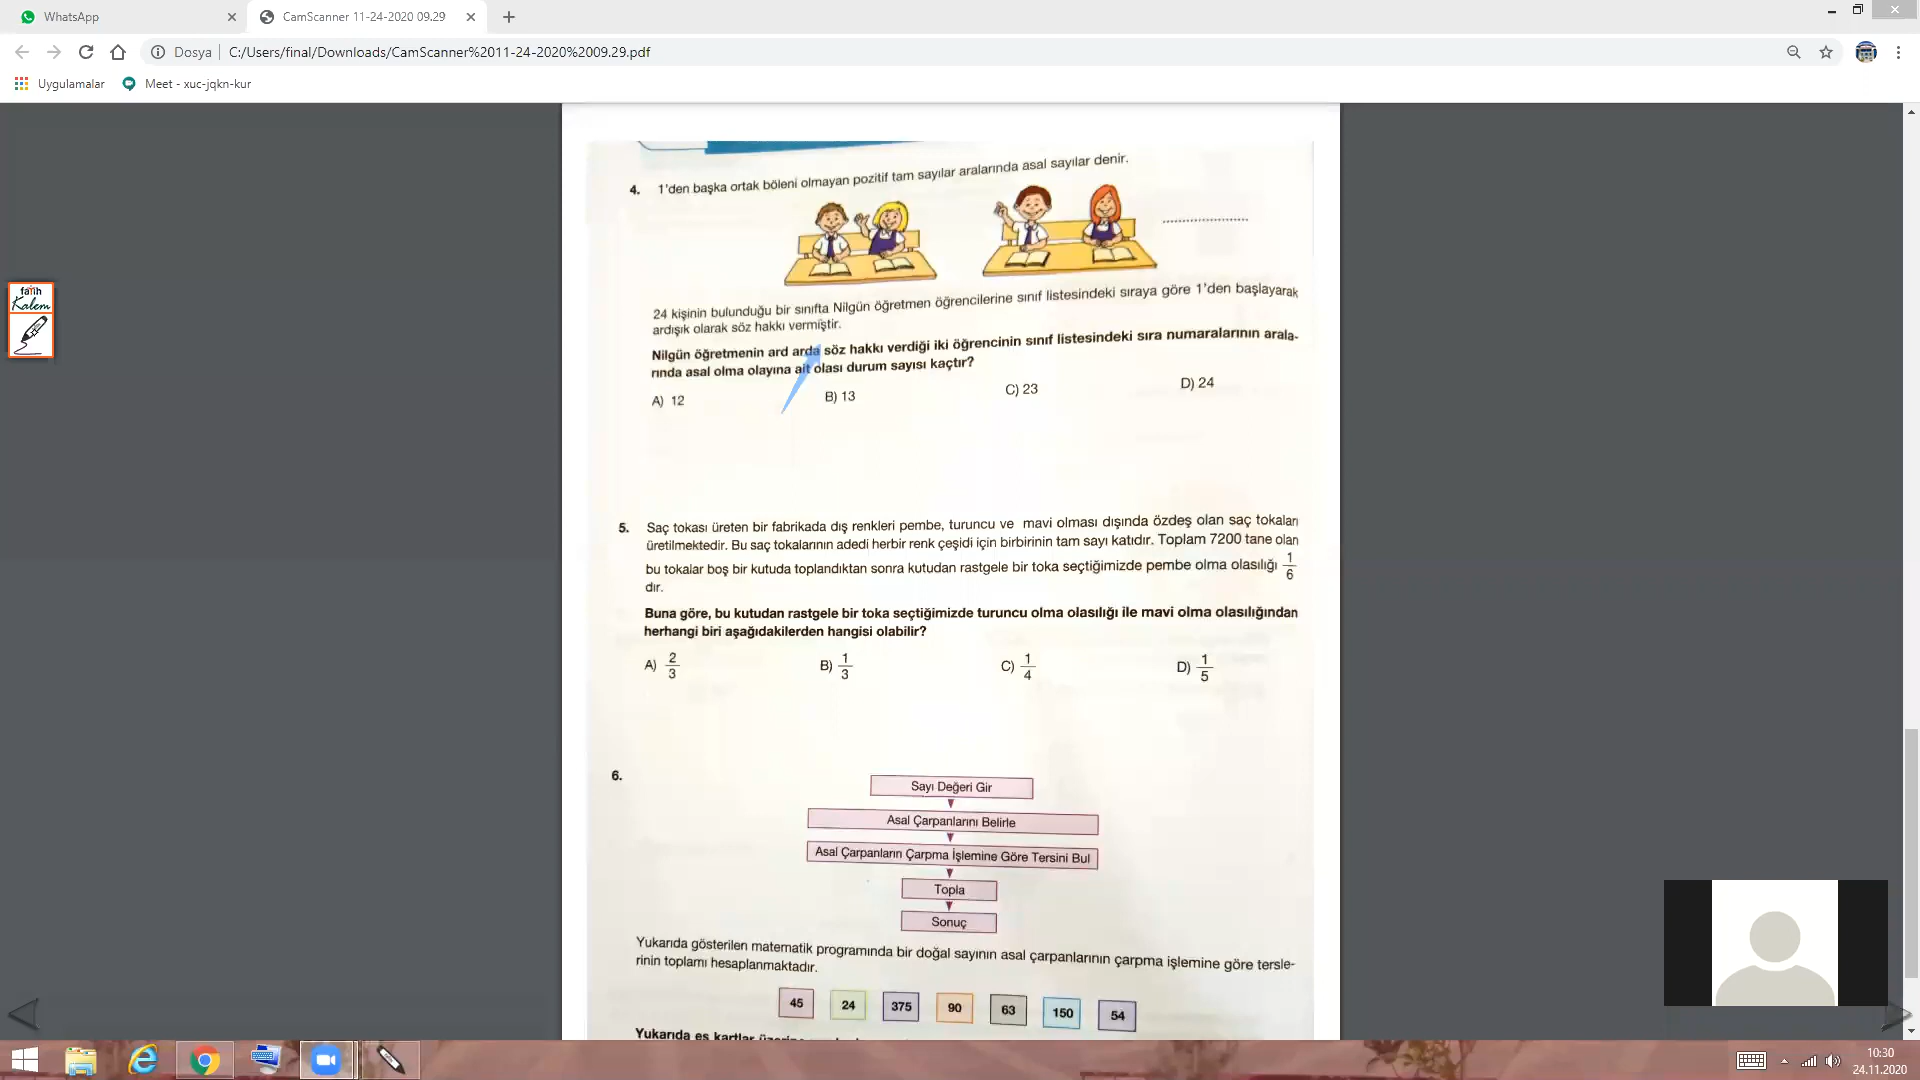 WhatsApp
CamScanner 11-24-2020 09.29
Dosya
C:/Users/final/Downloads/CamScanner%2011-24-2020%2009.29.pdf
Uygulamalar
Meet - xuc-jqkn-kur
fatih
Kalem
4. 1'den başka ortak böleni olmayan pozitif tam sayılar aralarında asal sayılar denir.
....................
24 kişinin bulunduğu bir sınıfta Nilgün öğretmen öğrencilerine sınıf listesindeki sıraya göre 1'den başlayarak
ardışık olarak söz hakkı vermiştir.
Nilgün öğretmenin ard arda söz hakkı verdiği iki öğrencinin sınıf listesindeki sıra numaralarının arala-
rında asal olma olayına ait olası durum sayısı kaçtır?
A) 12 B) 13 C) 23 D) 24
5. Saç tokası üreten bir fabrikada dış renkleri pembe, turuncu ve mavi olması dışında özdeş olan saç tokaları
üretilmektedir. Bu saç tokalarının adedi herbir renk çeşidi için birbirinin tam sayı katıdır. Toplam 7200 tane olan
bu tokalar boş bir kutuda toplandıktan sonra kutudan rastgele bir toka seçtiğimizde pembe olma olasılığı 1/6
dır.
Buna göre, bu kutudan rastgele bir toka seçtiğimizde turuncu olma olasılığı ile mavi olma olasılığından
herhangi biri aşağıdakilerden hangisi olabilir?
A) 2/3 B) 1/3 C) 1/4 D) 1/5
6.
Sayı Değeri Gir
Asal Çarpanlarını Belirle
Asal Çarpanların Çarpma İşlemine Göre Tersini Bul
Topla
Sonuç
Yukarıda gösterilen matematik programında bir doğal sayının asal çarpanlarının çarpma işlemine göre tersle-
rinin toplamı hesaplanmaktadır.
45 24 375 90 63 150 54
Yukarıda eş kartlar
10:30
24.11.2020